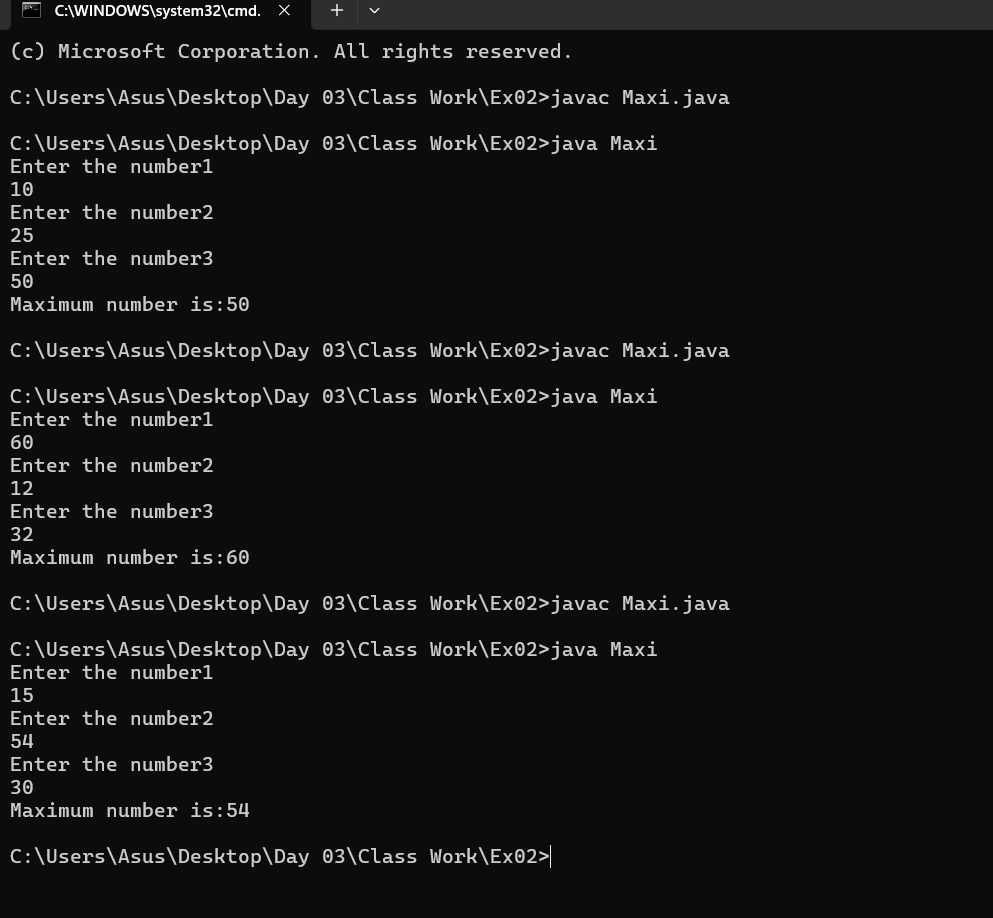 C:\WINDOWS\system32\cmd.
(c) Microsoft Corporation. All rights reserved.
C:\Users\Asus\Desktop\Day 03\Class Work\Ex02>javac Maxi.java
C:\Users\Asus\Desktop\Day 03\Class Work\Ex02>java Maxi
Enter the number1
10
Enter the number2
25
Enter the number3
50
Maximum number is:50
C:\Users\Asus\Desktop\Day 03\Class Work\Ex02>javac Maxi.java
C:\Users\Asus\Desktop\Day 03\Class Work\Ex02>java Maxi
Enter the number1
60
Enter the number2
12
Enter the number3
32
Maximum number is:60
C:\Users\Asus\Desktop\Day 03\Class Work\Ex02>javac Maxi.java
C:\Users\Asus\Desktop\Day 03\Class Work\Ex02>java Maxi
Enter the number1
15
Enter the number2
54
Enter the number3
30
Maximum number is:54
C:\Users\Asus\Desktop\Day 03\Class Work\Ex02>